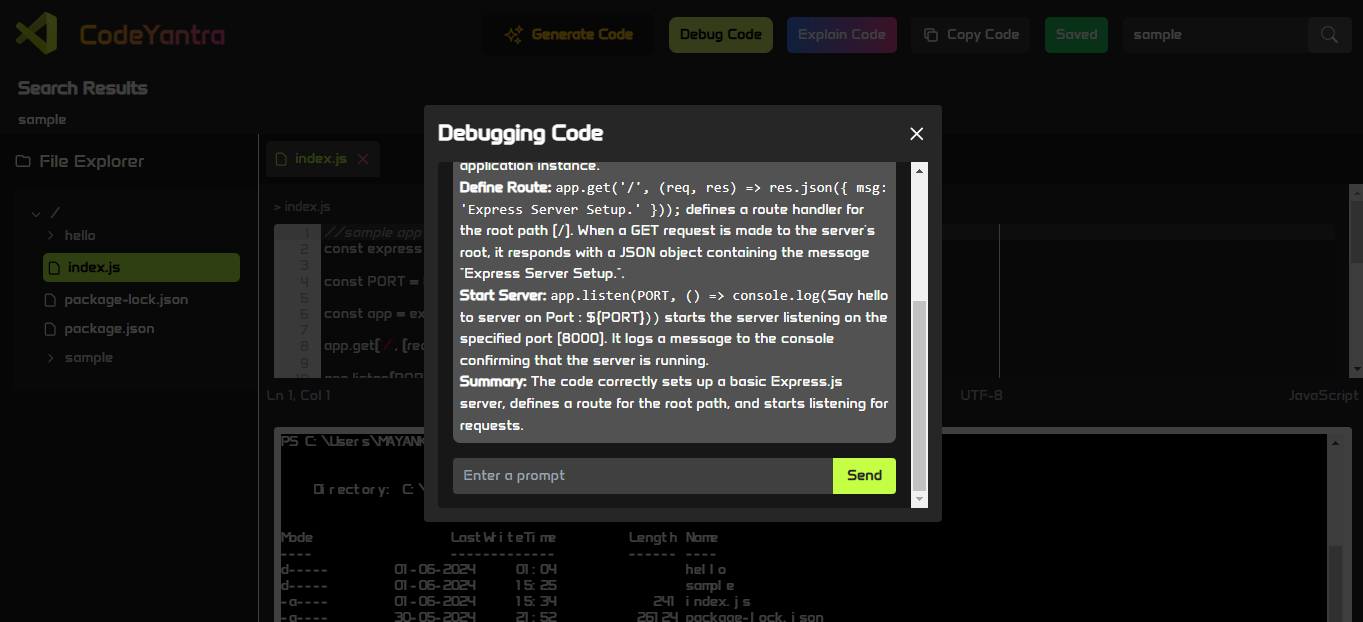 CodeYantra
Generate Code
Debug Code
Explain Code
Copy Code
Saved
sample
Search Results
sample
File Explorer
/
hello
index.js
package-lock.json
package.json
sample
index.js
> index.js
1 //sample app
2 const express
3
4 const PORT =
5
6 const app = ex
7
8 app.get('/', (req
9
10 app.listen(POR
Ln 1, Col 1
UTF-8
JavaScript
Debugging Code
application instance.
Define Route: app.get('/', (req, res) => res.json({ msg:
'Express Server Setup.' })); defines a route handler for
the root path (/). When a GET request is made to the server's
root, it responds with a JSON object containing the message
"Express Server Setup.".
Start Server: app.listen(PORT, () => console.log(Say hello
to server on Port : ${PORT})) starts the server listening on the
specified port (8000). It logs a message to the console
confirming that the server is running.
Summary: The code correctly sets up a basic Express.js
server, defines a route for the root path, and starts listening for
requests.
Enter a prompt
Send
PS C:\Users\MAYANK
Directory: C:\
Mode LastWriteTime Length Name
---- ------------- ------ ----
d----- 01-06-2024 01:04 hello
d----- 01-06-2024 15:25 sample
-a---- 01-06-2024 15:34 241 index.js
-a---- 30-05-2024 21:52 26124 package-lock.json